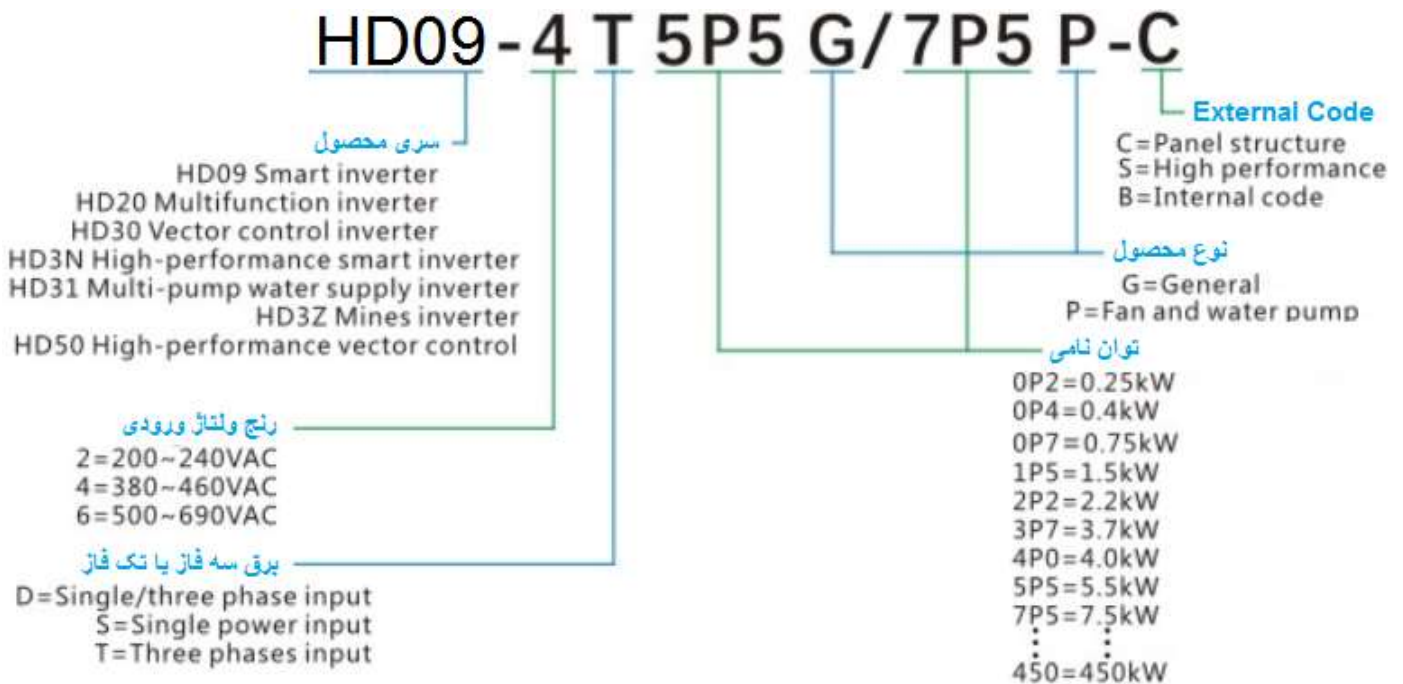 HD09-4T5P5G/7P5P-C
سری محصول
HD09 Smart inverter
HD20 Multifunction inverter
HD30 Vector control inverter
HD3N High-performance smart inverter
HD31 Multi-pump water supply inverter
HD3Z Mines inverter
HD50 High-performance vector control
رنج ولتاژ ورودی
2=200~240VAC
4=380~460VAC
6=500~690VAC
برق سه فاز یا تک فاز
D=Single/three phase input
S=Single power input
T=Three phases input
External Code
C=Panel structure
S=High performance
B=Internal code
نوع محصول
G=General
P=Fan and water pump
توان نامی
0P2=0.25kW
0P4=0.4kW
0P7=0.75kW
1P5=1.5kW
2P2=2.2kW
3P7=3.7kW
4P0=4.0kW
5P5=5.5kW
7P5=7.5kW
450=450kW